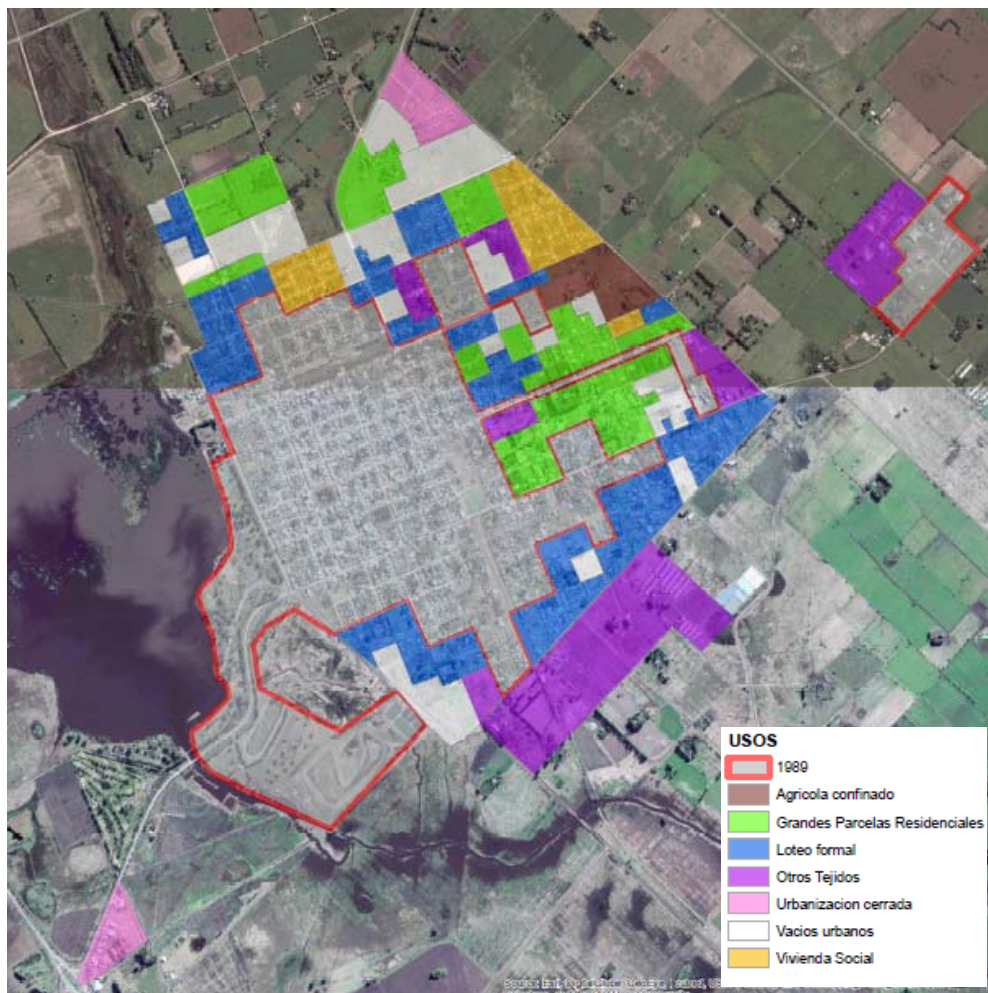 USOS
1989
Agricola confinado
Grandes Parcelas Residenciales
Loteo formal
Otros Tejidos
Urbanizacion cerrada
Vacios urbanos
Vivienda Social